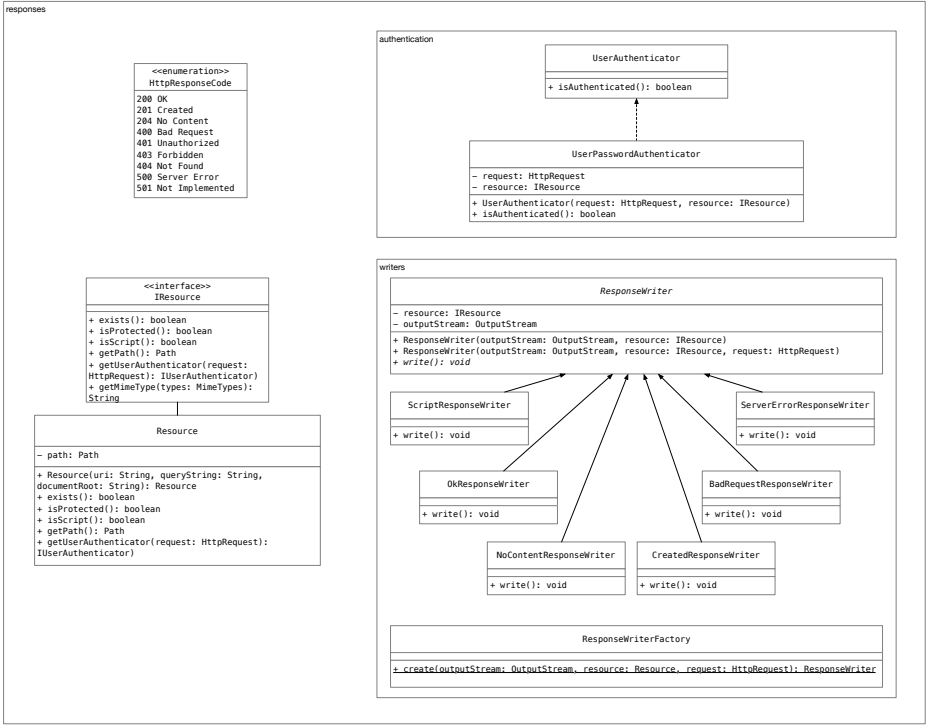 responses
<<enumeration>>
HttpResponseCode
200 OK
201 Created
204 No Content
400 Bad Request
401 Unauthorized
403 Forbidden
404 Not Found
500 Server Error
501 Not Implemented
authentication
UserAuthenticator
+ isAuthenticated(): boolean
UserPasswordAuthenticator
- request: HttpRequest
- resource: IResource
+ UserAuthenticator(request: HttpRequest, resource: IResource)
+ isAuthenticated(): boolean
<<interface>>
IResource
+ exists(): boolean
+ isProtected(): boolean
+ isScript(): boolean
+ getPath(): Path
+ getUserAuthenticator(request:
HttpRequest): IUserAuthenticator)
+ getMimeType(types: MimeTypes):
String
Resource
- path: Path
+ Resource(uri: String, queryString: String,
documentRoot: String): Resource
+ exists(): boolean
+ isProtected(): boolean
+ isScript(): boolean
+ getPath(): Path
+ getUserAuthenticator(request: HttpRequest):
IUserAuthenticator)
writers
ResponseWriter
- resource: IResource
- outputStream: OutputStream
+ ResponseWriter(outputStream: OutputStream, resource: IResource)
+ ResponseWriter(outputStream: OutputStream, resource: IResource, request: HttpRequest)
+ write(): void
ScriptResponseWriter
+ write(): void
ServerErrorResponseWriter
+ write(): void
OkResponseWriter
+ write(): void
BadRequestResponseWriter
+ write(): void
NoContentResponseWriter
+ write(): void
CreatedResponseWriter
+ write(): void
ResponseWriterFactory
+ create(outputStream: OutputStream, resource: Resource, request: HttpRequest): ResponseWriter